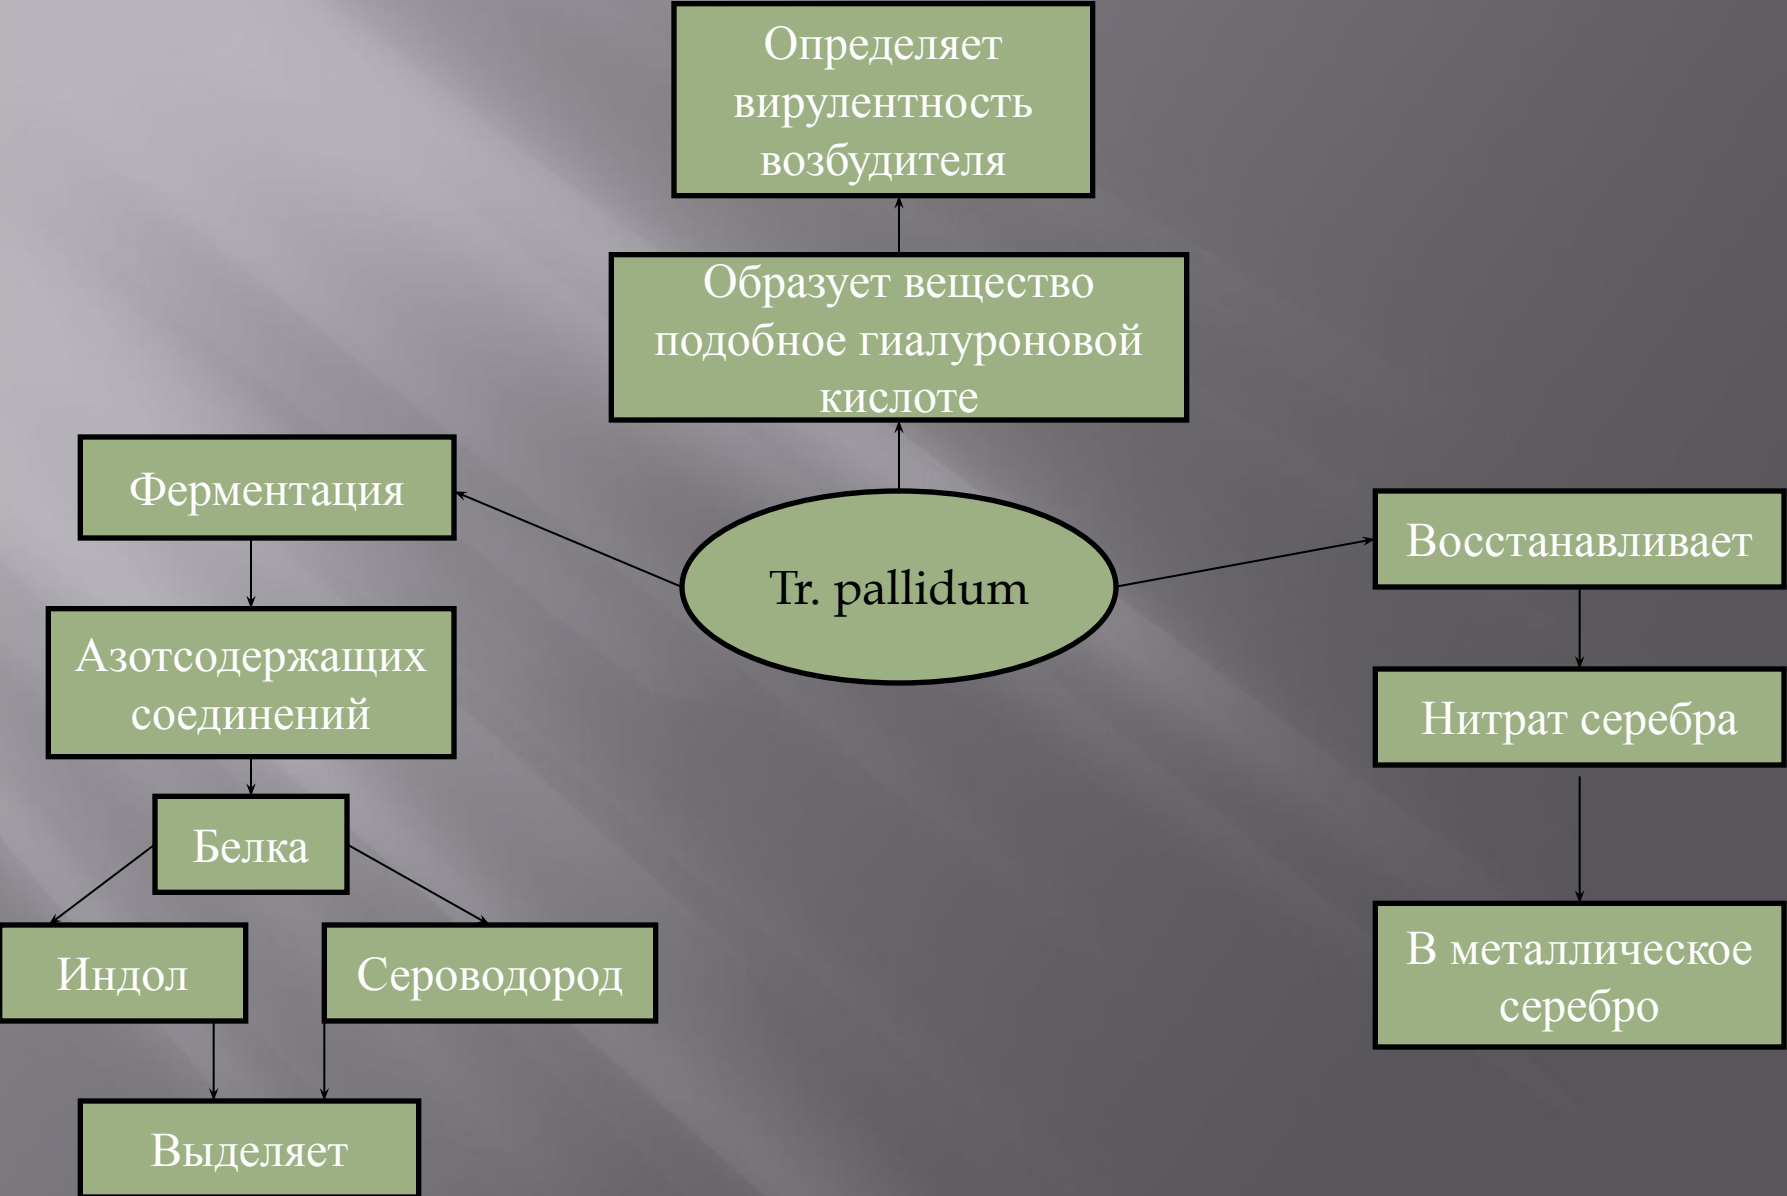 Определяет
вирулентность
возбудителя
Образует вещество
подобное гиалуроновой
кислоте
Ферментация
Tr. pallidum
Восстанавливает
Азотсодержащих
соединений
Нитрат серебра
Белка
Индол
Сероводород
В металлическое
серебро
Выделяет